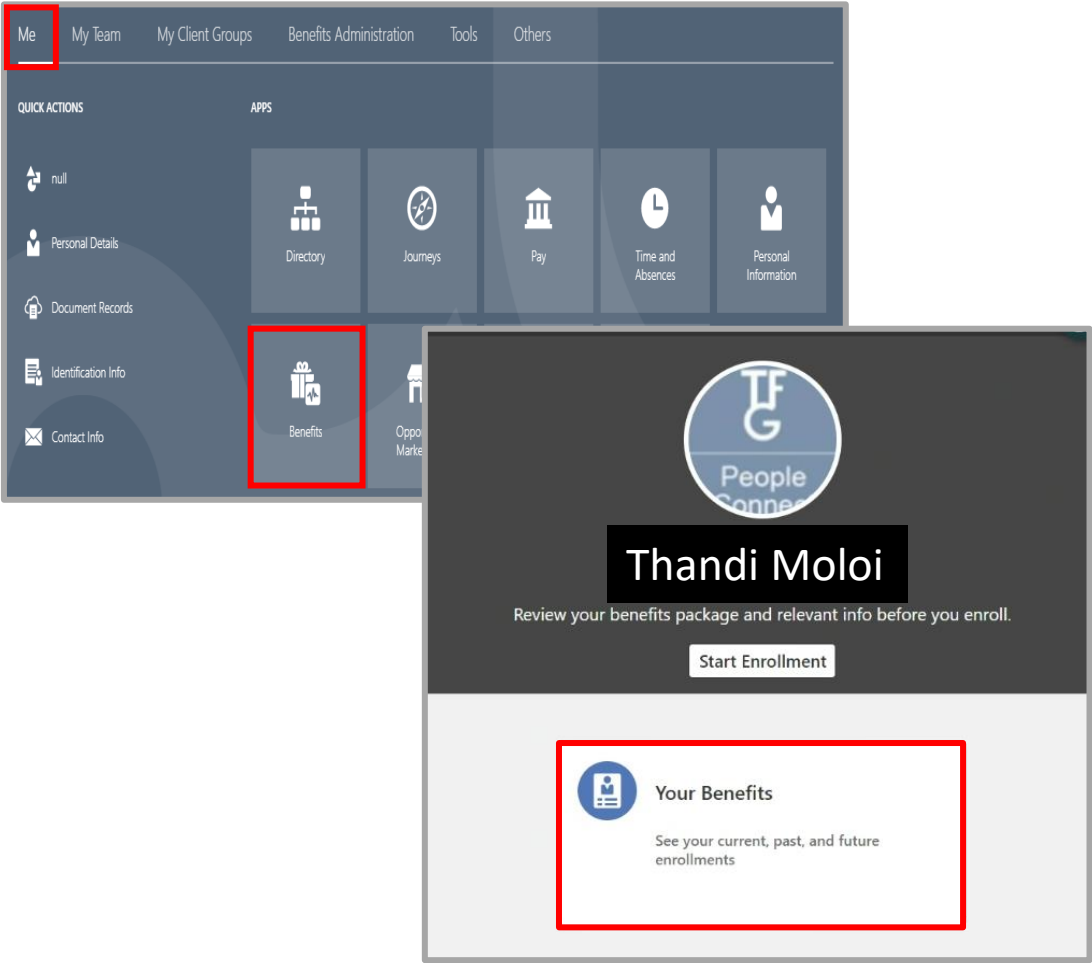 Me My Team My Client Groups Benefits Administration Tools Others
QUICK ACTIONS
APPS
null
Personal Details
Document Records
Identification Info
Contact Info
Directory
Journeys
Pay
Time and
Absences
Personal
Information
Benefits
TFG
People
Thandi Moloi
Review your benefits package and relevant info before you enroll.
Start Enrollment
Your Benefits
See your current, past, and future
enrollments